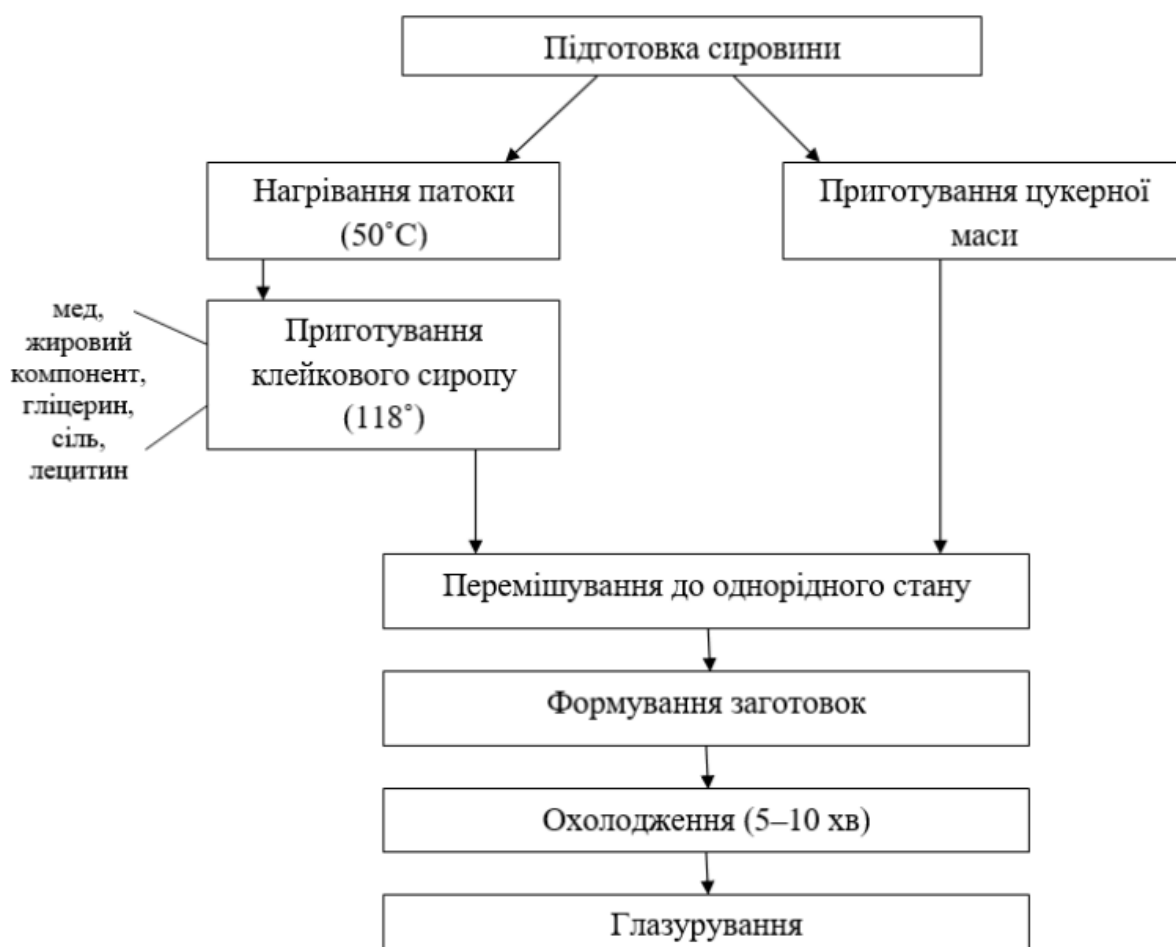 Підготовка сировини
Нагрівання патоки
(50˚С)
Приготування цукерної
маси
мед,
жировий
компонент,
гліцерин,
сіль,
лецитин
Приготування
клейкового сиропу
(118˚)
Перемішування до однорідного стану
Формування заготовок
Охолодження (5–10 хв)
Глазурування